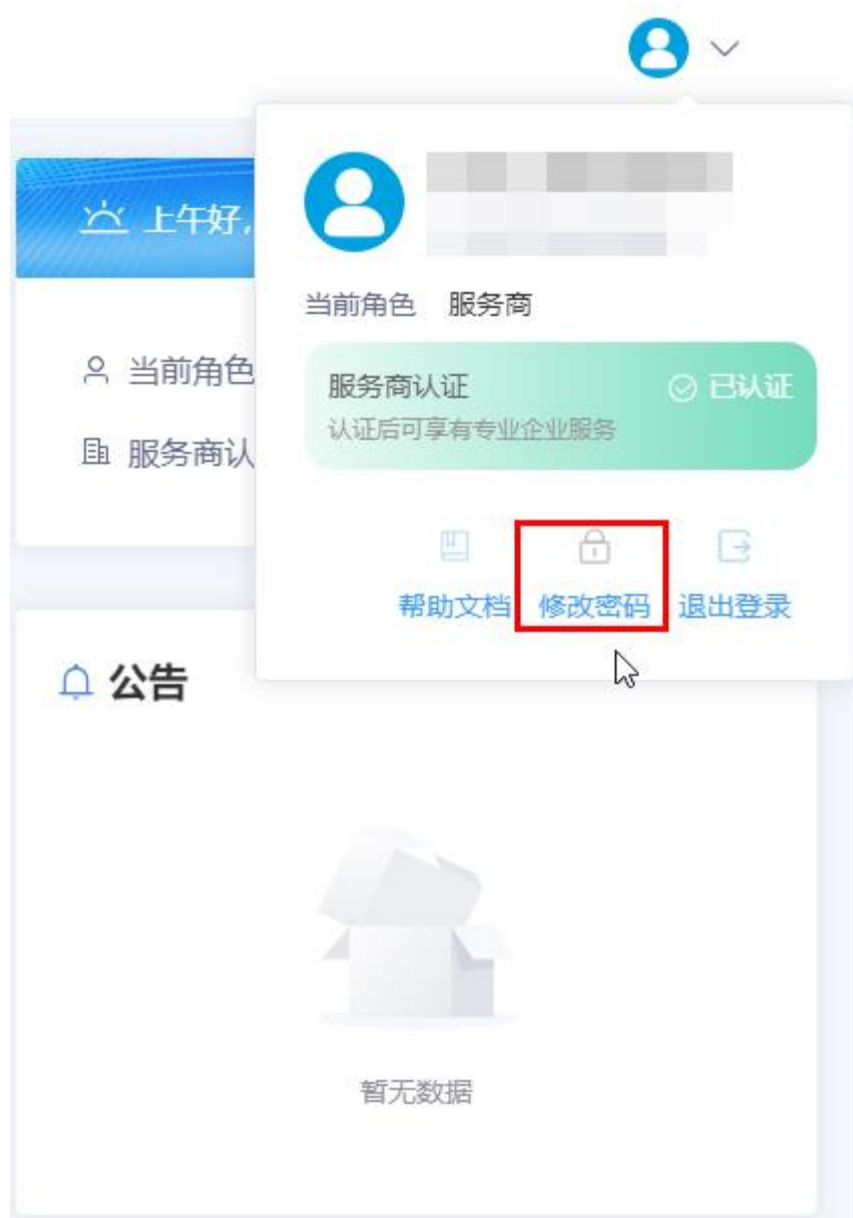 上午好,
当前角色 服务商
当前角色
服务商认证
已认证
认证后可享有专业企业服务
服务商认
帮助文档
修改密码
退出登录
公告
暂无数据